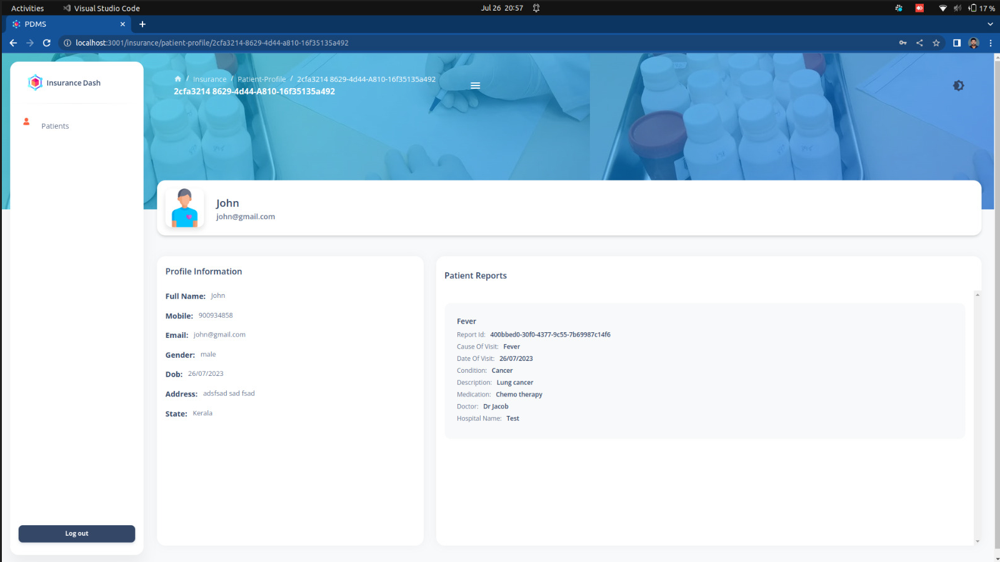 Activities
Visual Studio Code
Jul 26 20:57
17 %
PDMS
localhost:3001/insurance/patient-profile/2cfa3214-8629-4d44-a810-16f35135a492
Insurance Dash
Patients
Log out
/ Insurance / Patient-Profile / 2cfa3214 8629-4d44-A810-16f35135a492
2cfa3214 8629-4d44-A810-16f35135a492
John
john@gmail.com
Profile Information
Full Name: John
Mobile: 900934858
Email: john@gmail.com
Gender: male
Dob: 26/07/2023
Address: adsfsad sad fsad
State: Kerala
Patient Reports
Fever
Report Id: 400bbed0-30f0-4377-9c55-7b69987c14f6
Cause Of Visit: Fever
Date Of Visit: 26/07/2023
Condition: Cancer
Description: Lung cancer
Medication: Chemo therapy
Doctor: Dr Jacob
Hospital Name: Test